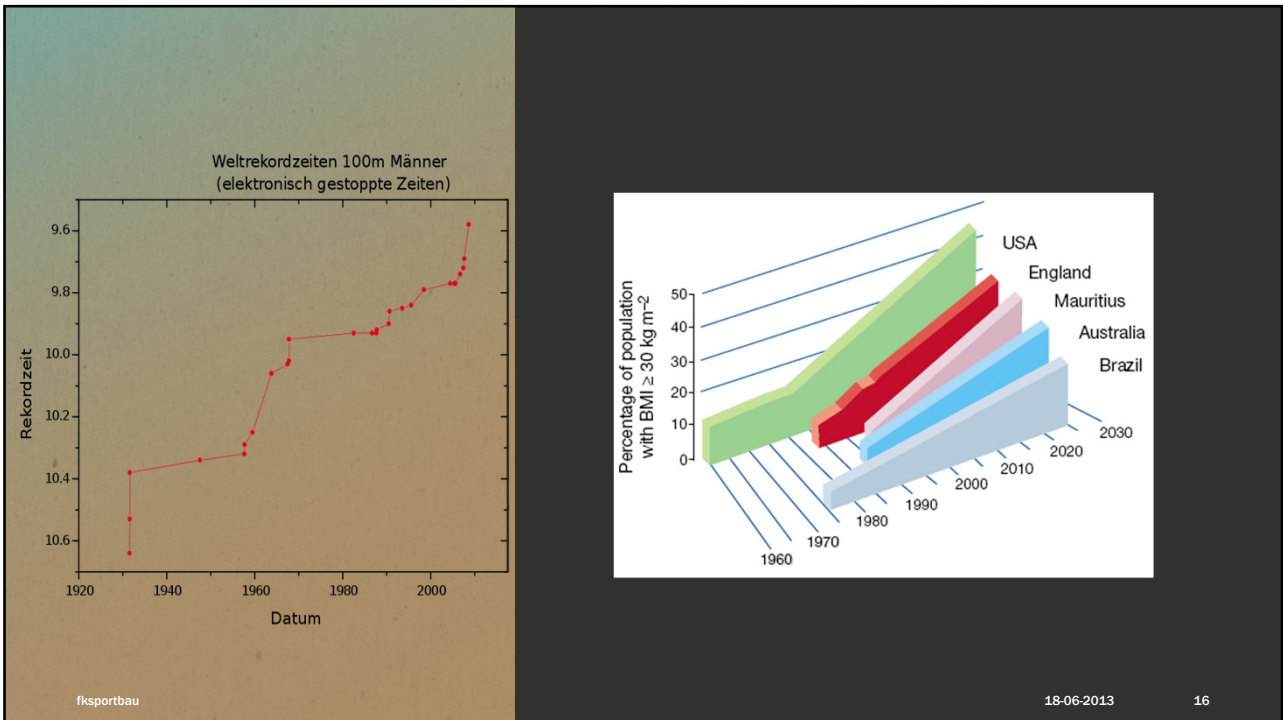 Weltrekordzeiten 100m Männer
(elektronisch gestoppte Zeiten)
9.6
9.8
10.0
10.2
10.4
10.6
Rekordzeit
1920
1940
1960
1980
2000
Datum
Percentage of population
with BMI ≥ 30 kg m–2
50
40
30
20
10
0
USA
England
Mauritius
Australia
Brazil
1960
1970
1980
1990
2000
2010
2020
2030
fksportbau
18-06-2013
16